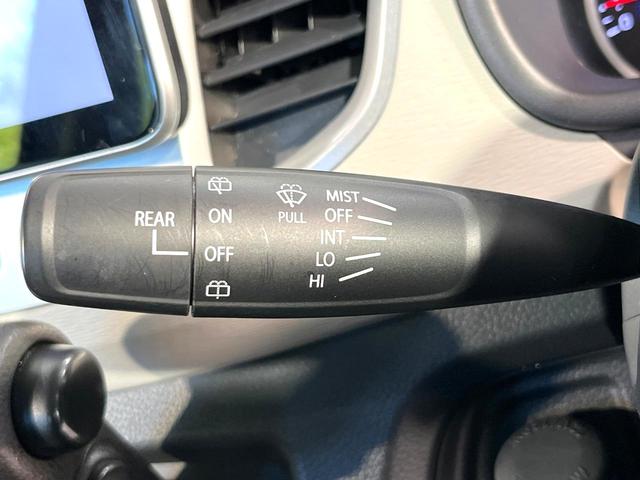 REAR
ON
OFF
PULL
MIST
OFF
INT
LO
HI